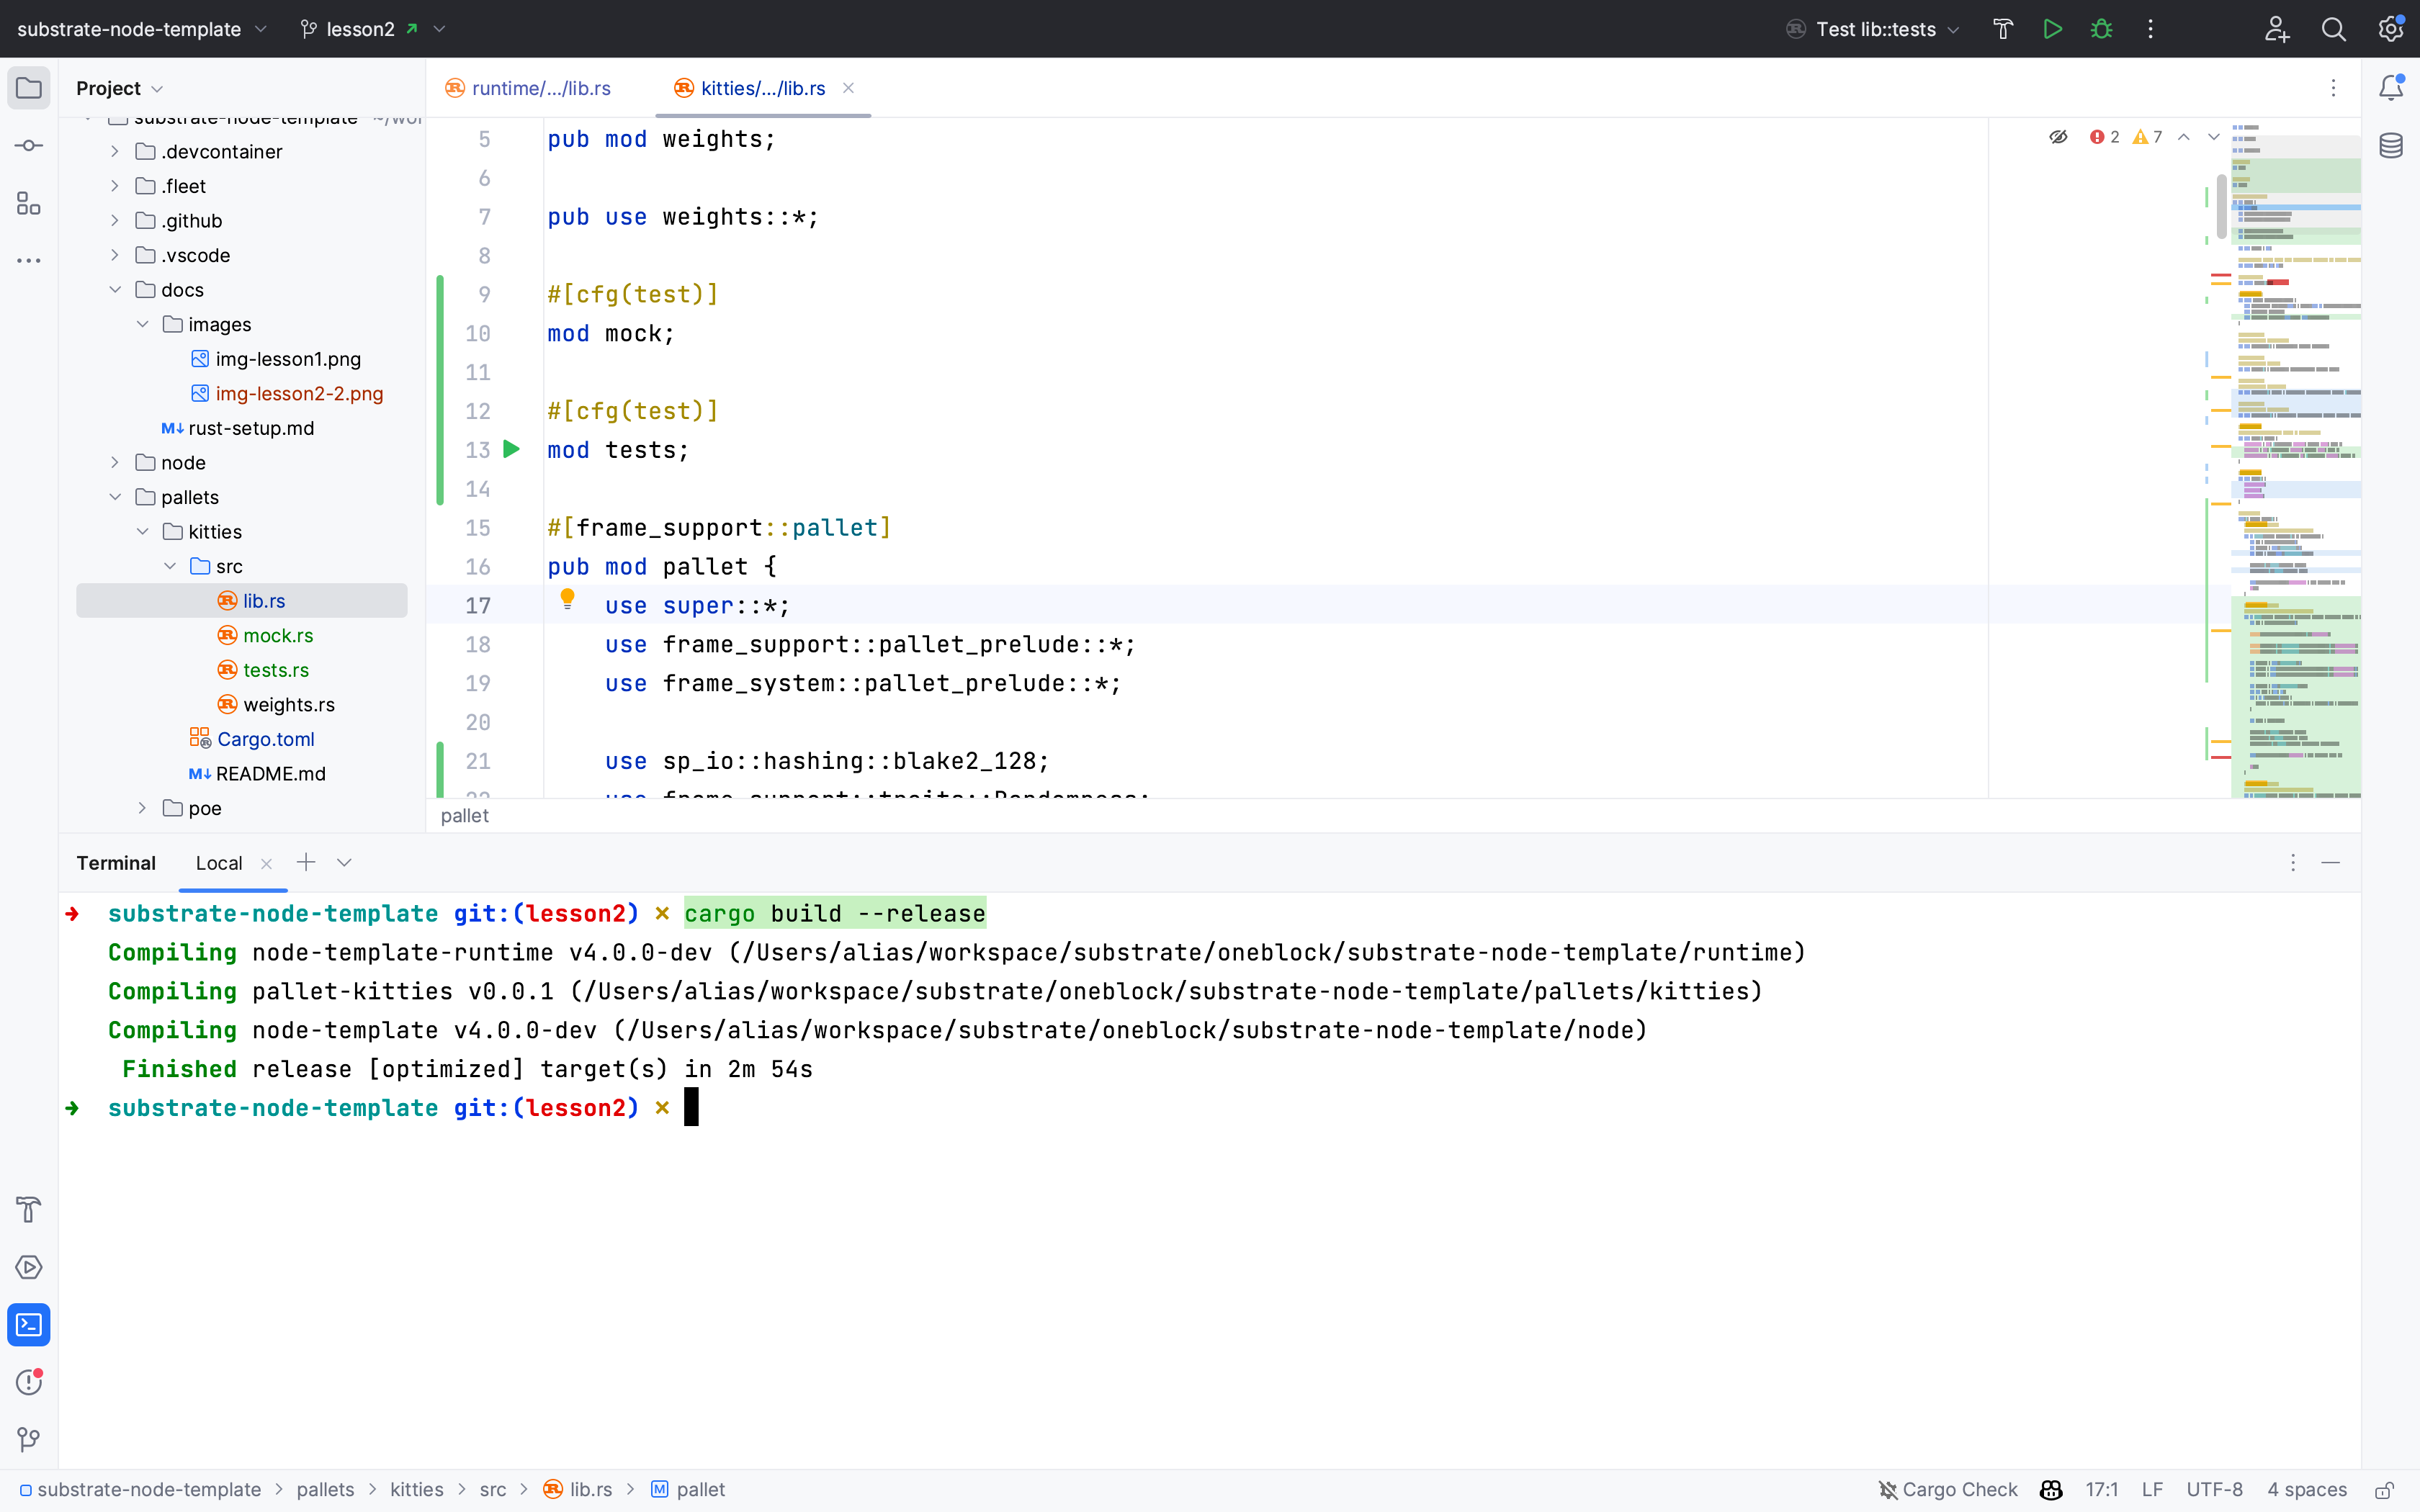 substrate-node-template lesson2 Test lib::tests
Project
runtime/.../lib.rs kitties/.../lib.rs
substrate-node-template
.devcontainer
.fleet
.github
.vscode
docs
images
img-lesson1.png
img-lesson2-2.png
M↓ rust-setup.md
node
pallets
kitties
src
lib.rs
mock.rs
tests.rs
weights.rs
Cargo.toml
M↓ README.md
poe
2 7
5 pub mod weights;
6
7 pub use weights::*;
8
9 #[cfg(test)]
10 mod mock;
11
12 #[cfg(test)]
13 mod tests;
14
15 #[frame_support::pallet]
16 pub mod pallet {
17 use super::*;
18 use frame_support::pallet_prelude::*;
19 use frame_system::pallet_prelude::*;
20
21 use sp_io::hashing::blake2_128;
22 use frame_support::traits::Randomness;
pallet
Terminal Local
➜ substrate-node-template git:(lesson2) × cargo build --release
Compiling node-template-runtime v4.0.0-dev (/Users/alias/workspace/substrate/oneblock/substrate-node-template/runtime)
Compiling pallet-kitties v0.0.1 (/Users/alias/workspace/substrate/oneblock/substrate-node-template/pallets/kitties)
Compiling node-template v4.0.0-dev (/Users/alias/workspace/substrate/oneblock/substrate-node-template/node)
Finished release [optimized] target(s) in 2m 54s
➜ substrate-node-template git:(lesson2) ×
substrate-node-template > pallets > kitties > src > lib.rs > M pallet Cargo Check 17:1 LF UTF-8 4 spaces